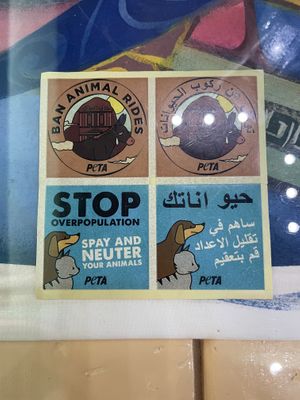 BAN ANIMAL RIDES
PETA
ركوب الحيوانات
PETA
STOP
OVERPOPULATION
SPAY AND
NEUTER
YOUR ANIMALS
PETA
حيو اناتك
ساهم في
تقليل الاعداد
قم بتعقيم
PETA